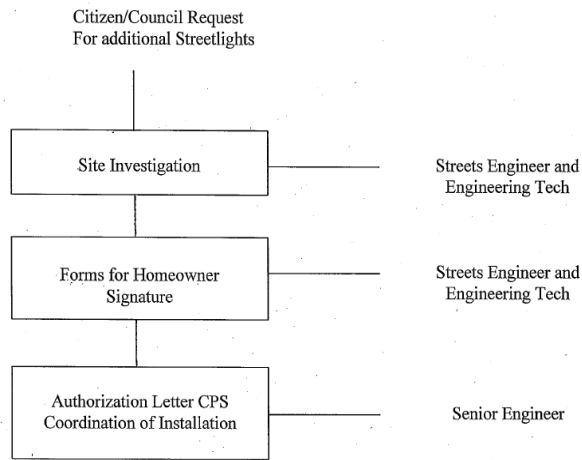 Citizen/Council Request
For additional Streetlights
Site Investigation
Streets Engineer and
Engineering Tech
Forms for Homeowner
Signature
Streets Engineer and
Engineering Tech
Authorization Letter CPS
Coordination of Installation
Senior Engineer